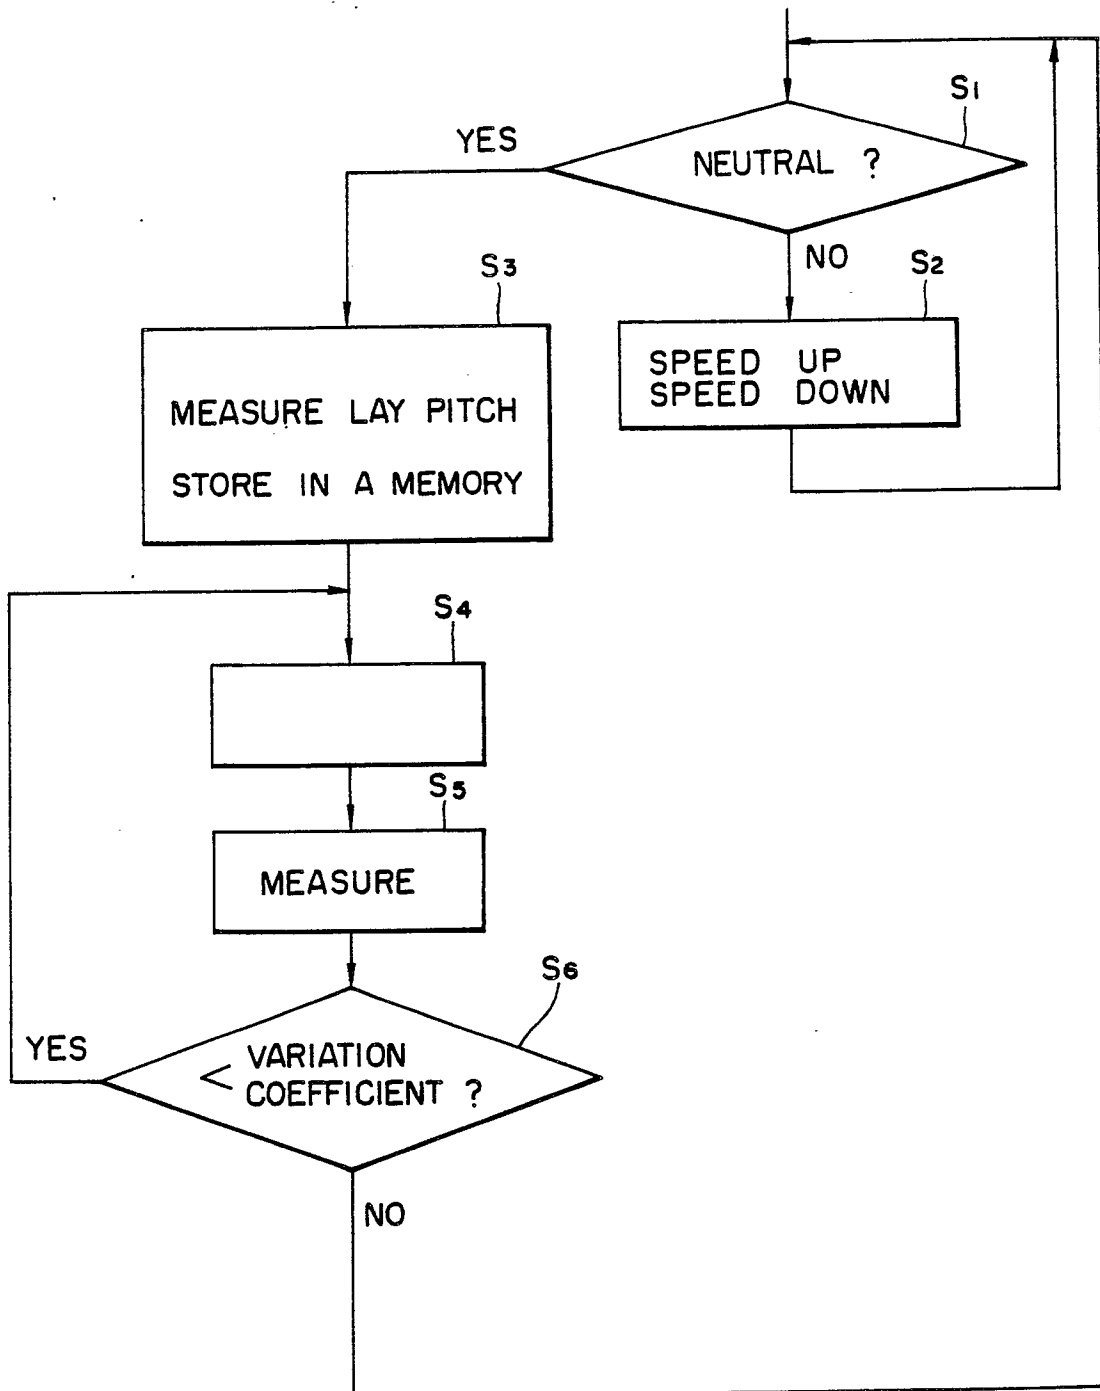 S1
YES
NEUTRAL ?
NO
S2
S3
SPEED UP
SPEED DOWN
MEASURE LAY PITCH
STORE IN A MEMORY
S4
S5
MEASURE
S6
YES
< VARIATION
COEFFICIENT ?
NO